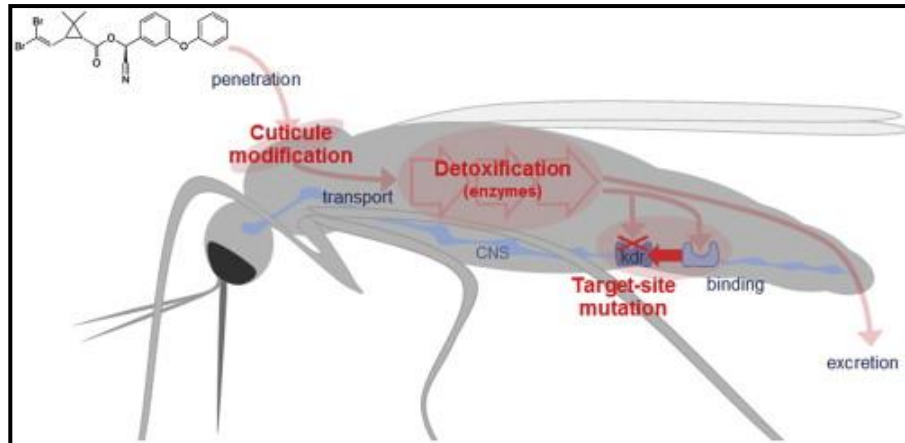 Br
Br
O
O
O
N
penetration
Cuticule
modification
Detoxification
(enzymes)
transport
CNS
kdr
binding
Target-site
mutation
excretion